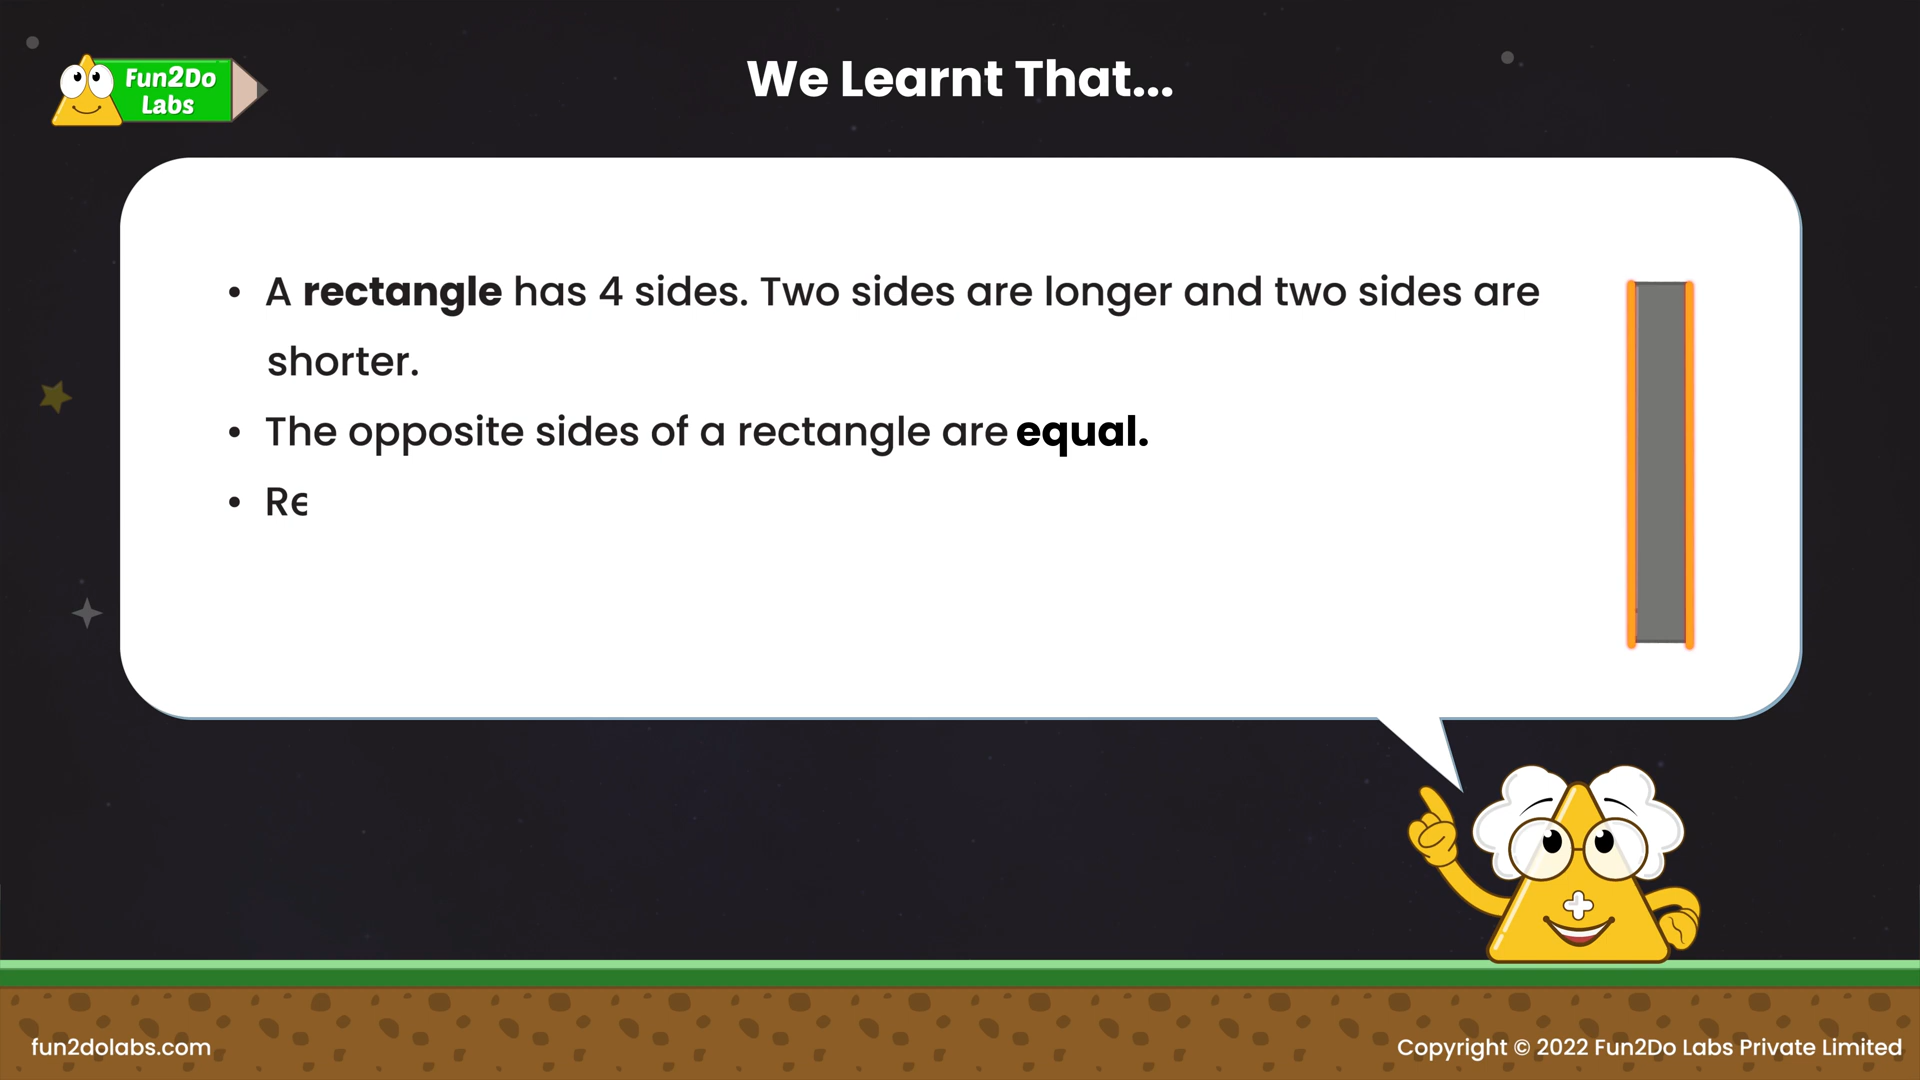 Fun2Do
Labs
We Learnt That...
• A rectangle has 4 sides. Two sides are longer and two sides are
shorter.
• The opposite sides of a rectangle are equal.
• Re
fun2dolabs.com
Copyright © 2022 Fun2Do Labs Private Limited